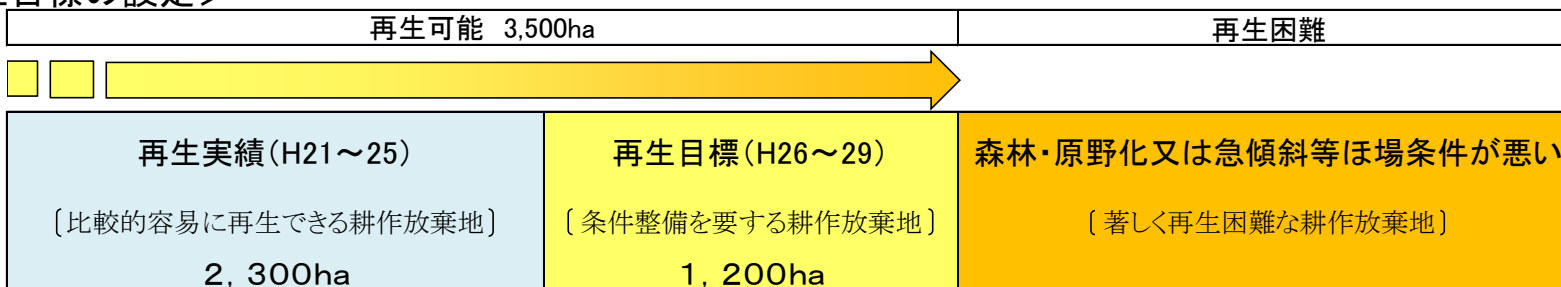 再生可能 3,500ha
再生困難
再生実績(H21～25)
〔比較的容易に再生できる耕作放棄地〕
2，300ha
再生目標(H26～29)
〔条件整備を要する耕作放棄地〕
1，200ha
森林・原野化又は急傾斜等ほ場条件が悪い
〔著しく再生困難な耕作放棄地〕